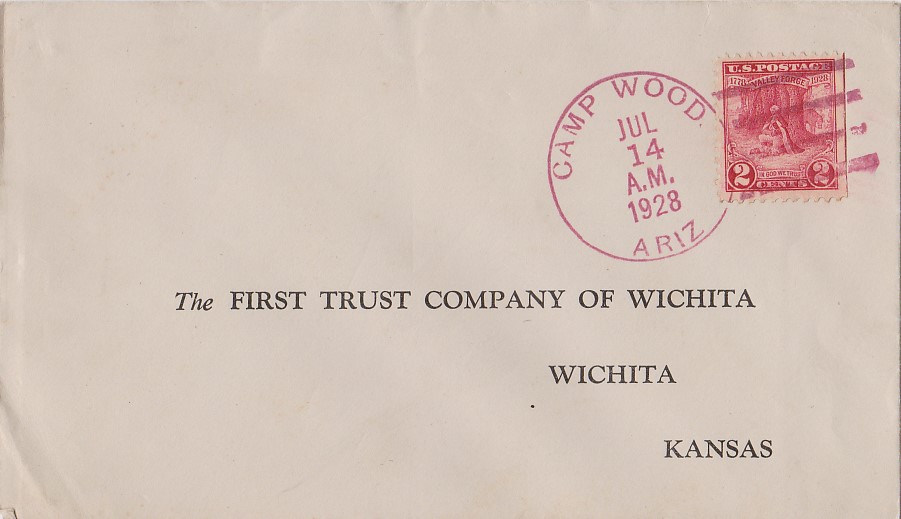 CAMP WOOD
JUL
14
A.M.
1928
ARIZ
U.S. POSTAGE
1778 VALLEY FORGE 1928
IN GOD WE TRUST
2 CENTS 2
The FIRST TRUST COMPANY OF WICHITA
WICHITA
KANSAS